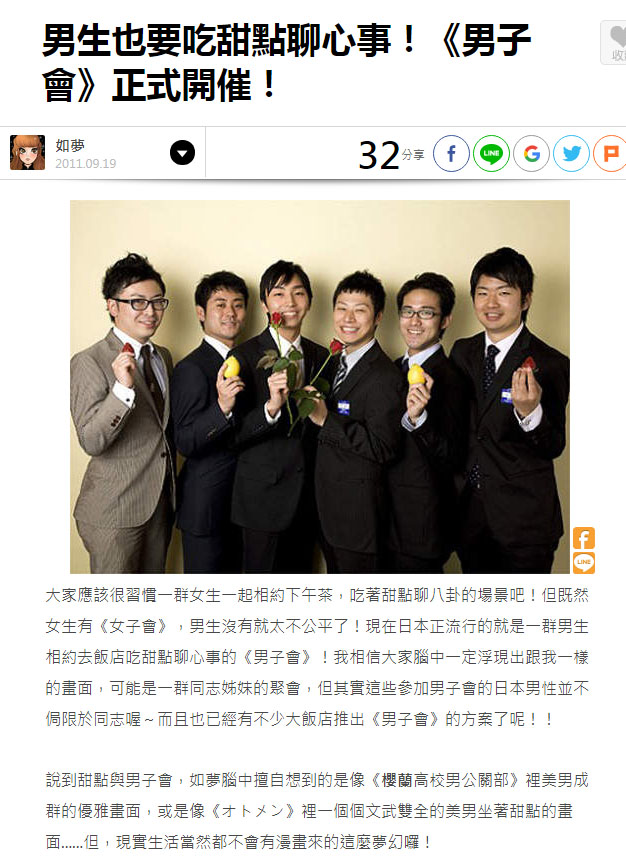 男生也要吃甜點聊心事！《男子
會》正式開催！
收
如夢
2011.09.19
32分享
f LINE G P
f
LINE
大家應該很習慣一群女生一起相約下午茶，吃著甜點聊八卦的場景吧！但既然
女生有《女子會》，男生沒有就太不公平了！現在日本正流行的就是一群男生
相約去飯店吃甜點聊心事的《男子會》！我相信大家腦中一定浮現出跟我一樣
的畫面，可能是一群同志姊妹的聚會，但其實這些參加男子會的日本男性並不
侷限於同志喔～而且也已經有不少大飯店推出《男子會》的方案了呢！！
說到甜點與男子會，如夢腦中擅自想到的是像《櫻蘭高校男公關部》裡美男成
群的優雅畫面，或是像《オトメン》裡一個個文武雙全的美男坐著甜點的畫
面......但，現實生活當然都不會有漫畫來的這麼夢幻囉！